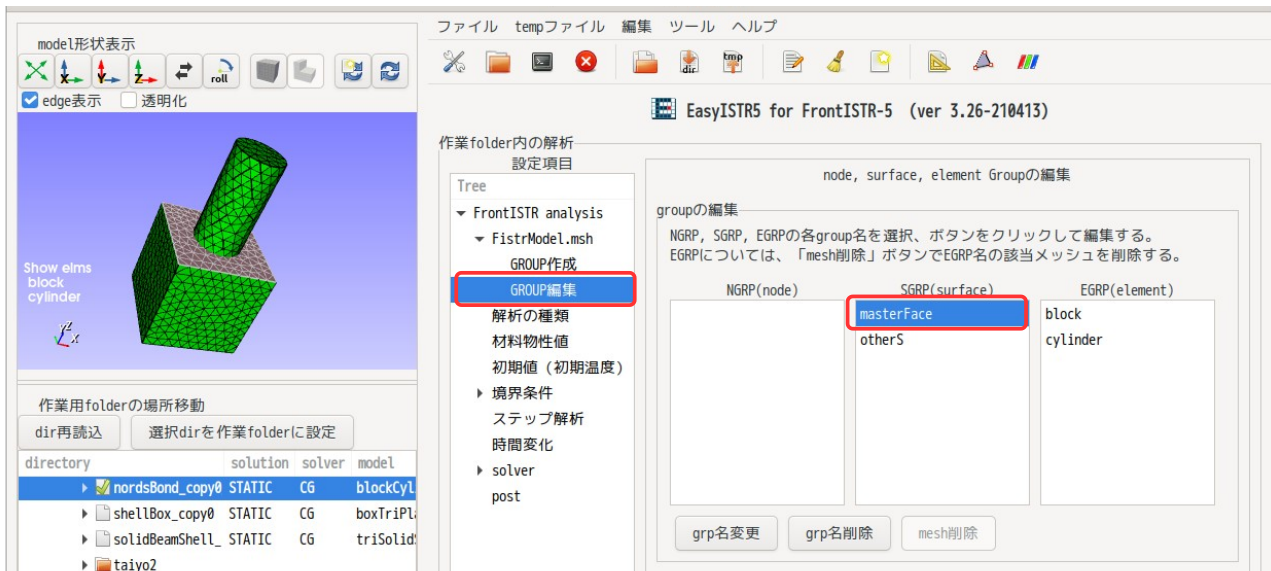 ファイル tempファイル 編集 ツール ヘルプ
model形状表示
X Y Z roll
dir tmp
edge表示 透明化
EasyISTR5 for FrontISTR-5 (ver 3.26-210413)
Show elms
block
cylinder
YZ
X
作業用folderの場所移動
dir再読込 選択dirを作業folderに設定
directory solution solver model
nordsBond_copy0 STATIC CG blockCyl
shellBox_copy0 STATIC CG boxTriPla
solidBeamShell_ STATIC CG triSolidS
taiyo2
作業folder内の解析
設定項目
Tree
FrontISTR analysis
FistrModel.msh
GROUP作成
GROUP編集
解析の種類
材料物性値
初期値 (初期温度)
境界条件
ステップ解析
時間変化
solver
post
node, surface, element Groupの編集
groupの編集
NGRP, SGRP, EGRPの各group名を選択、ボタンをクリックして編集する。
EGRPについては、「mesh削除」ボタンでEGRP名の該当メッシュを削除する。
NGRP(node) SGRP(surface) EGRP(element)
masterFace block
otherS cylinder
grp名変更 grp名削除 mesh削除